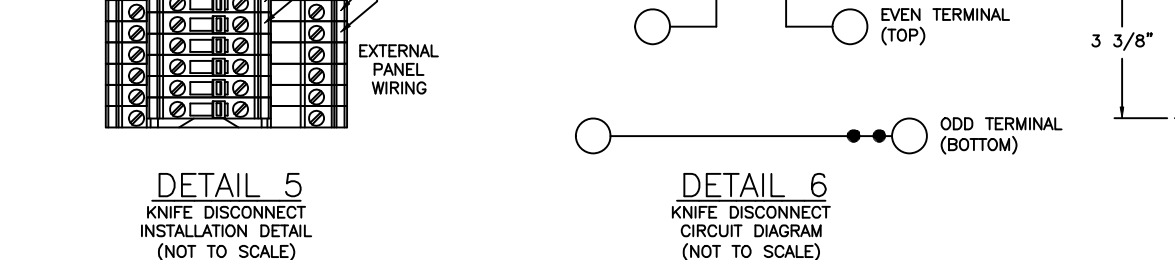 EXTERNAL
PANEL
WIRING
EVEN TERMINAL
(TOP)
3 3/8"
ODD TERMINAL
(BOTTOM)
DETAIL 5
KNIFE DISCONNECT
INSTALLATION DETAIL
(NOT TO SCALE)
DETAIL 6
KNIFE DISCONNECT
CIRCUIT DIAGRAM
(NOT TO SCALE)